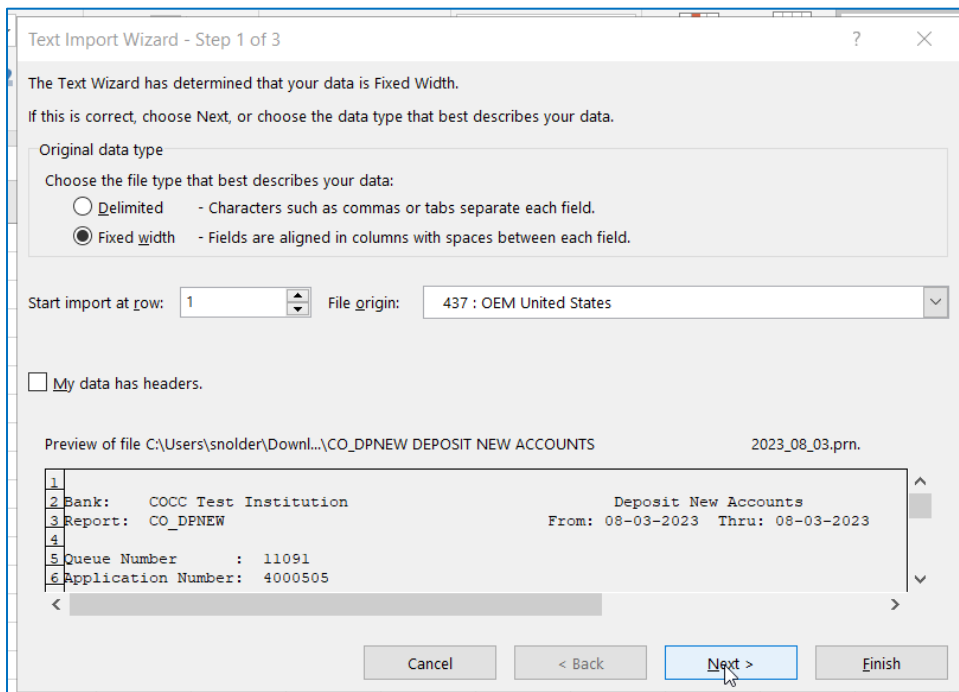 Text Import Wizard - Step 1 of 3
?
The Text Wizard has determined that your data is Fixed Width.
If this is correct, choose Next, or choose the data type that best describes your data.
Original data type
Choose the file type that best describes your data:
Delimited - Characters such as commas or tabs separate each field.
Fixed width - Fields are aligned in columns with spaces between each field.
Start import at row: 1 File origin: 437 : OEM United States
My data has headers.
Preview of file C:\Users\snolder\Downl...\CO_DPNEW DEPOSIT NEW ACCOUNTS 2023_08_03.prn.
1
2 Bank: COCC Test Institution Deposit New Accounts
3 Report: CO_DPNEW From: 08-03-2023 Thru: 08-03-2023
4
5 Queue Number : 11091
6 Application Number: 4000505
Cancel < Back Next > Finish